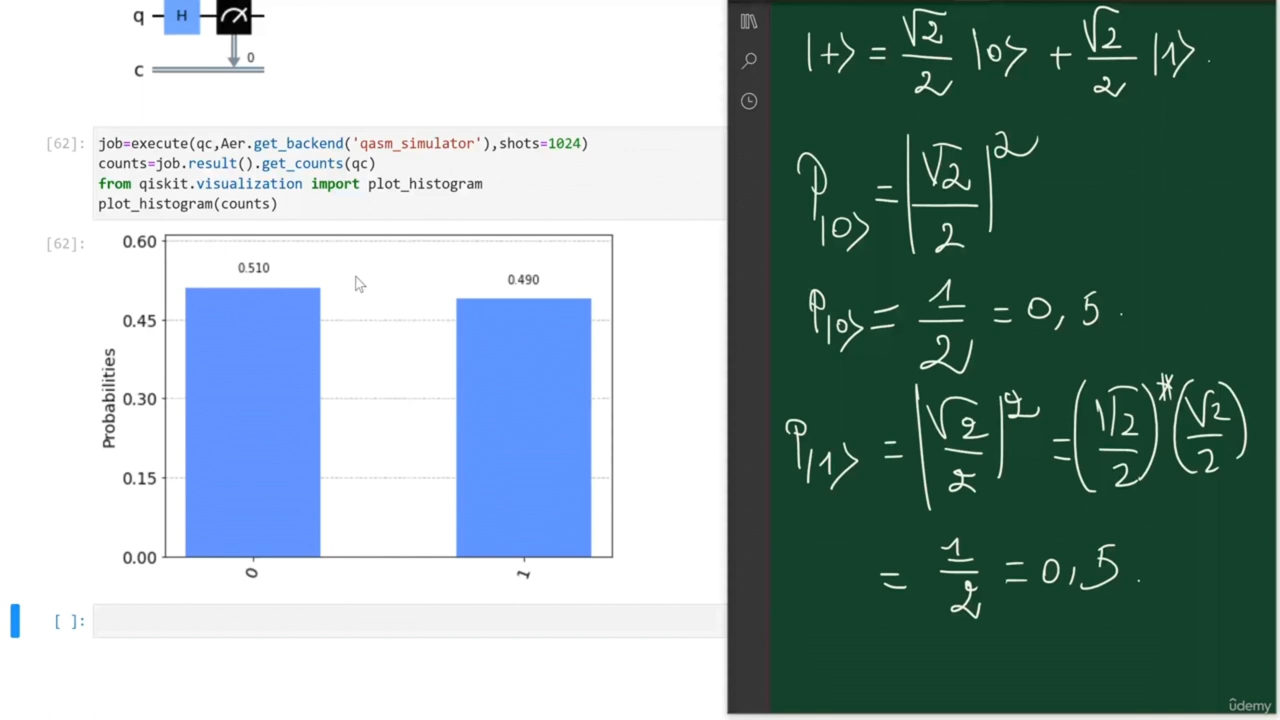 q H
0
c
[62]: job=execute(qc,Aer.get_backend('qasm_simulator'),shots=1024)
counts=job.result().get_counts(qc)
from qiskit.visualization import plot_histogram
plot_histogram(counts)
[62]:
0.60
0.510
0.490
0.45
0.30
0.15
0.00
Probabilities
0 1
[ ]:
|+> = √2/2 |0> + √2/2 |1>.
P|0> = |√2/2|²
P|0> = 1/2 = 0,5.
P|1> = |√2/2|² = (√2/2)* (√2/2)
= 1/2 = 0,5.
ûdemy